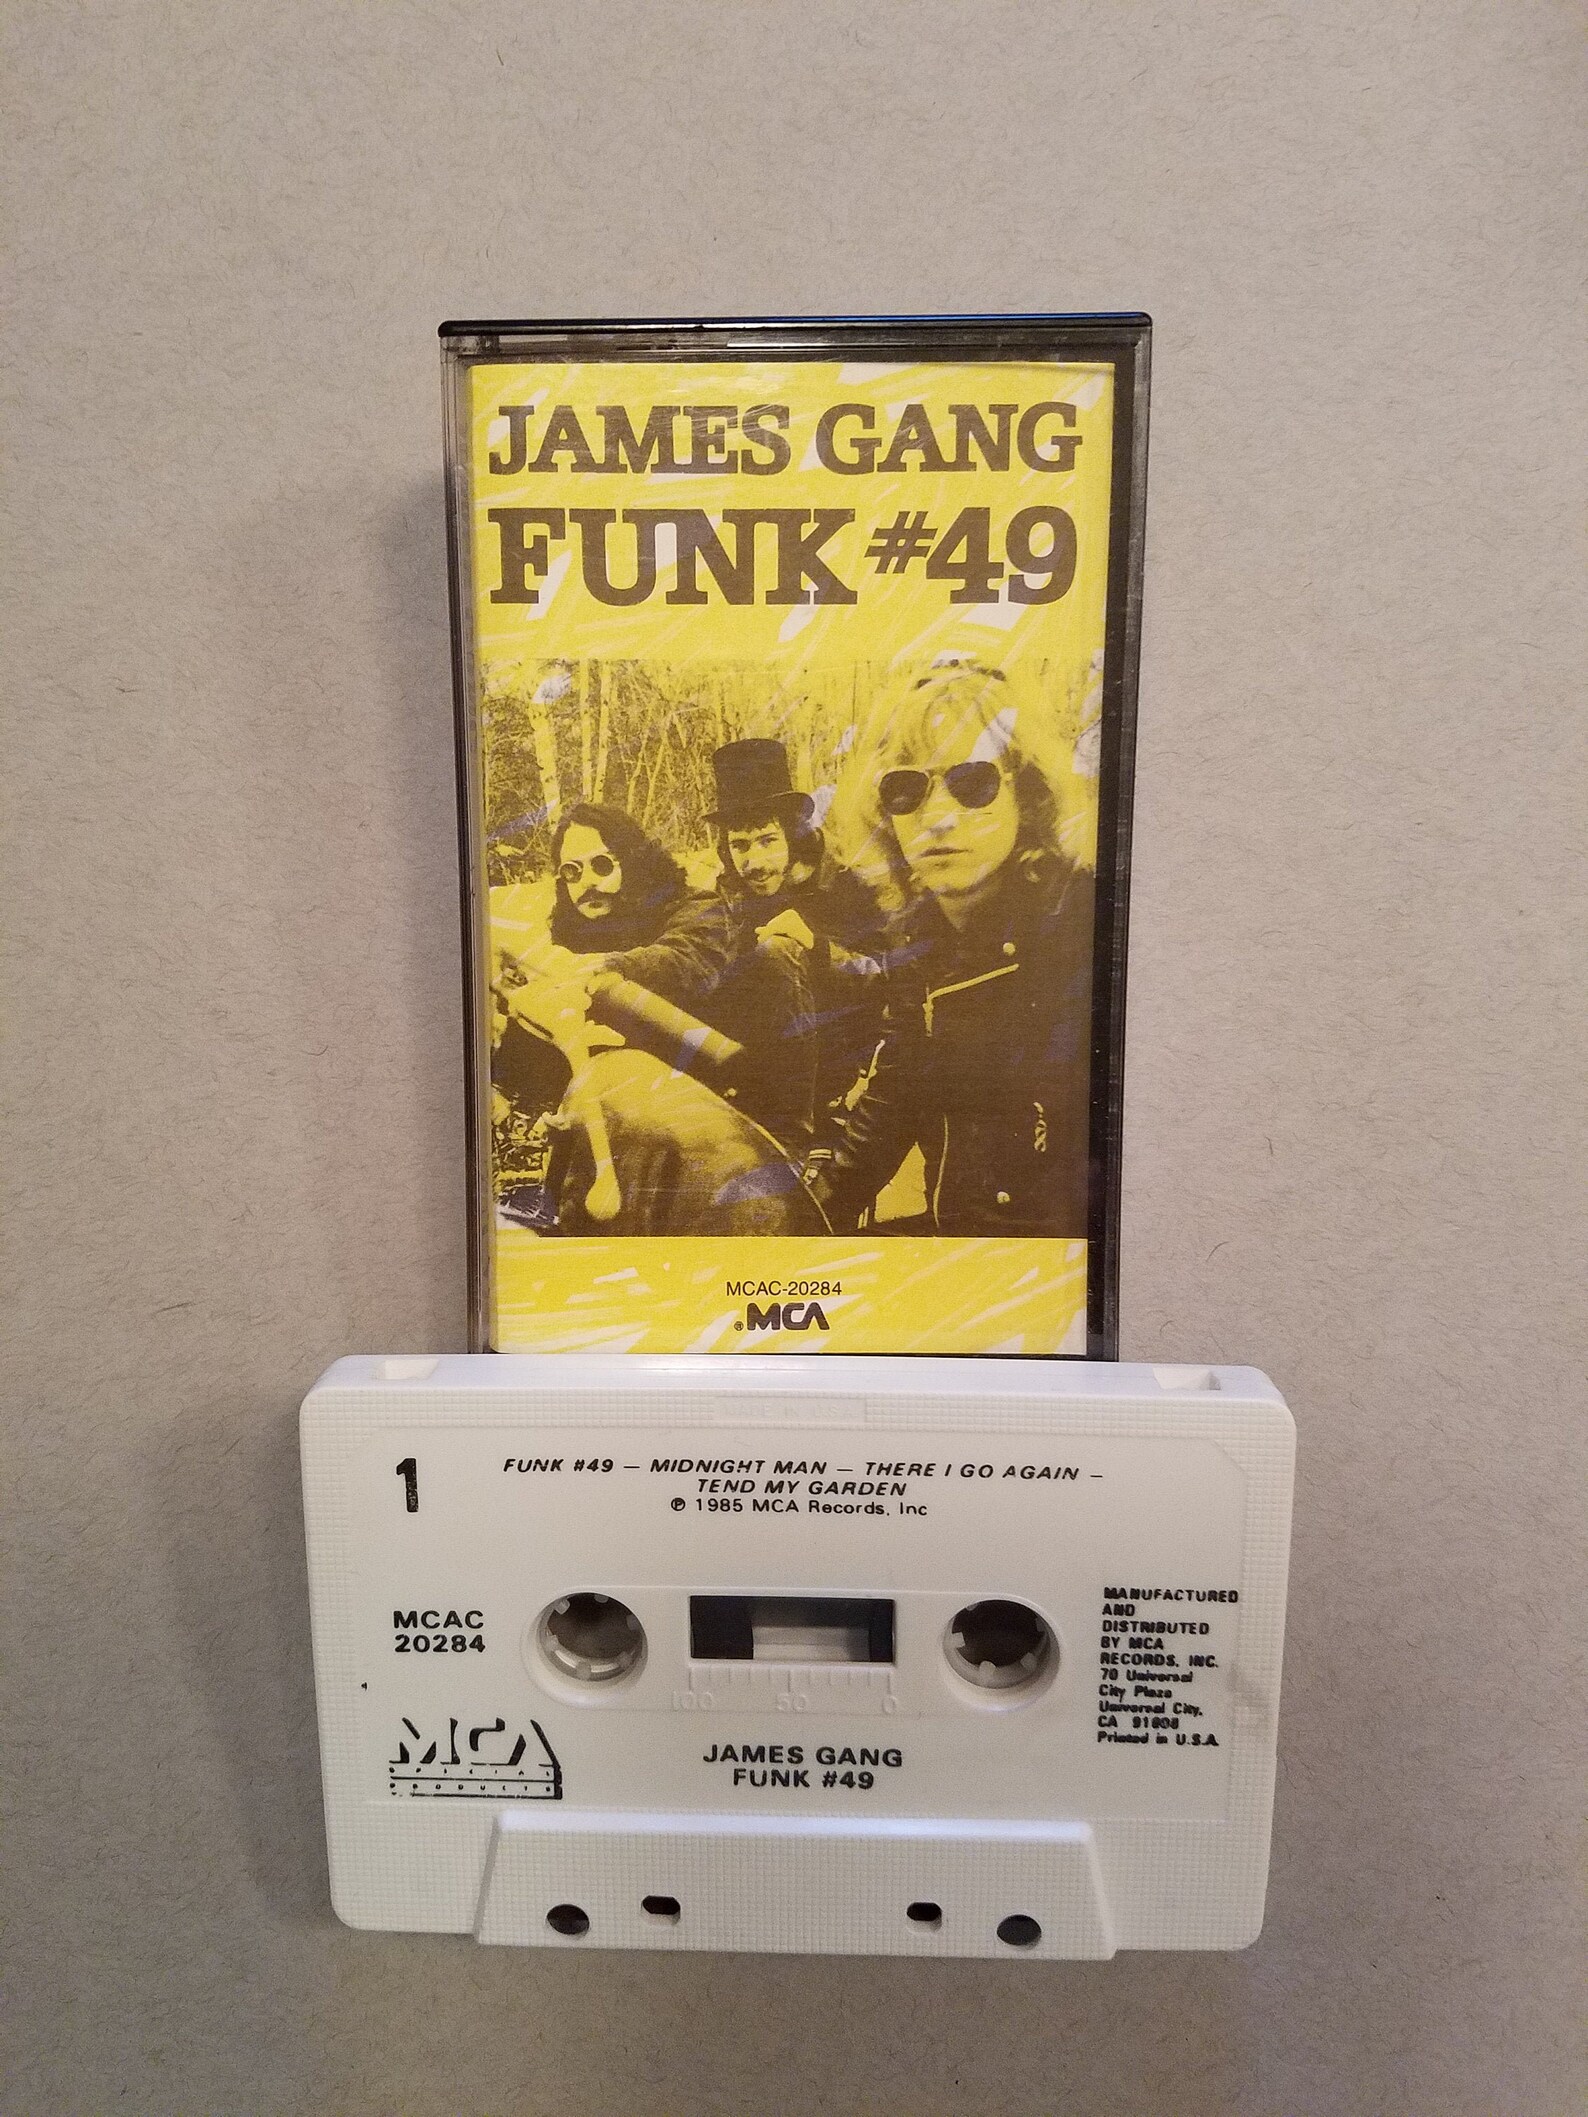 JAMES GANG
FUNK #49
MCAC-20284
® MCA
1
FUNK #49 — MIDNIGHT MAN — THERE I GO AGAIN —
TEND MY GARDEN
℗ 1985 MCA Records, Inc
MCAC
20284
MANUFACTURED
AND
DISTRIBUTED
BY MCA
RECORDS, INC.
70 Universal
City Plaza
Universal City,
CA 91608
Printed in U.S.A.
100 50 0
MCA
SPECIAL
PRODUCTS
JAMES GANG
FUNK #49